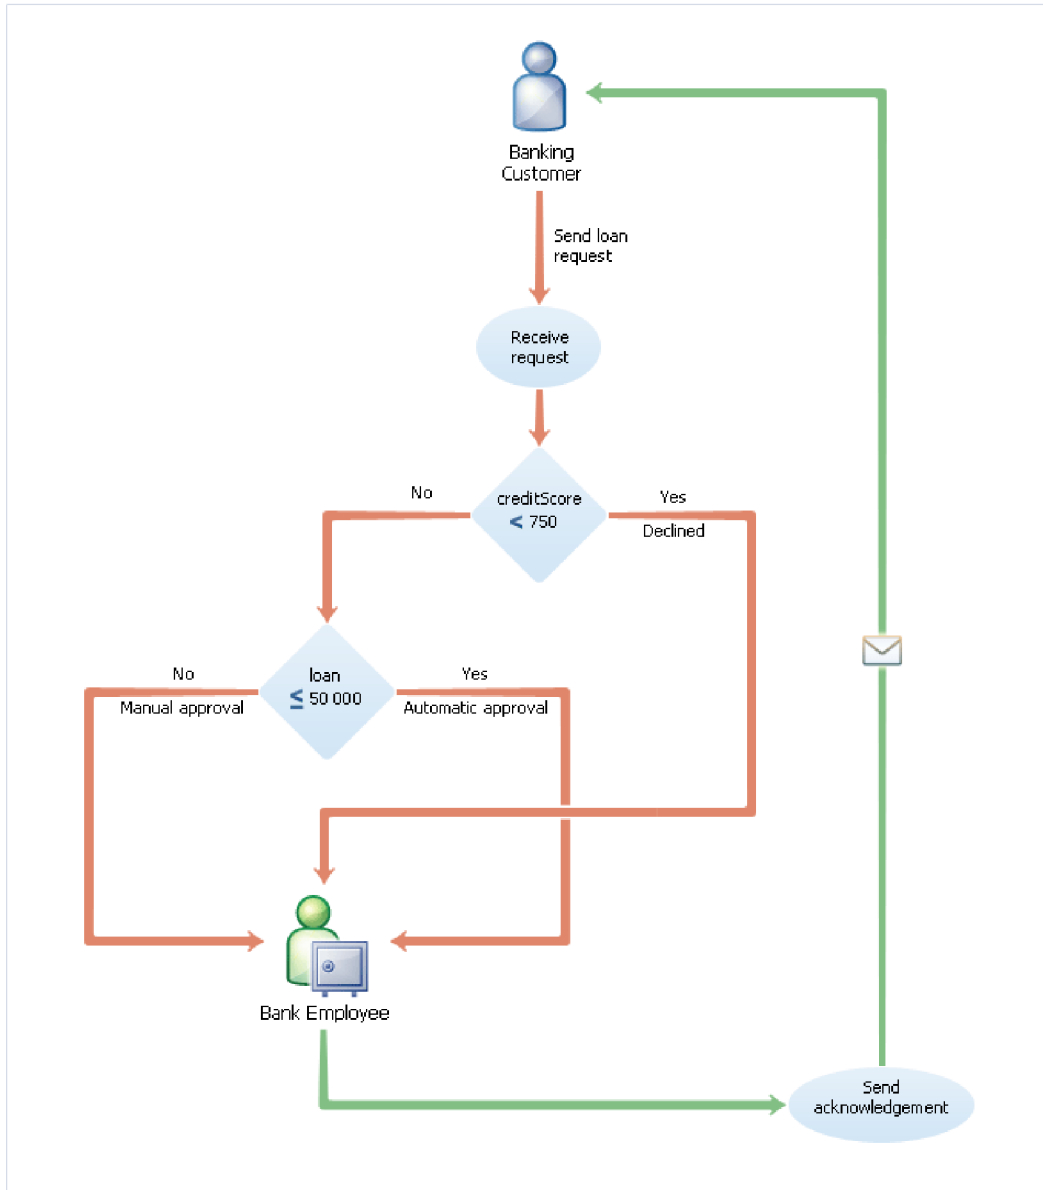 Banking
Customer
Send loan
request
Receive
request
No
creditScore
< 750
Yes
Declined
No
Manual approval
loan
≤ 50 000
Yes
Automatic approval
Bank Employee
Send
acknowledgement